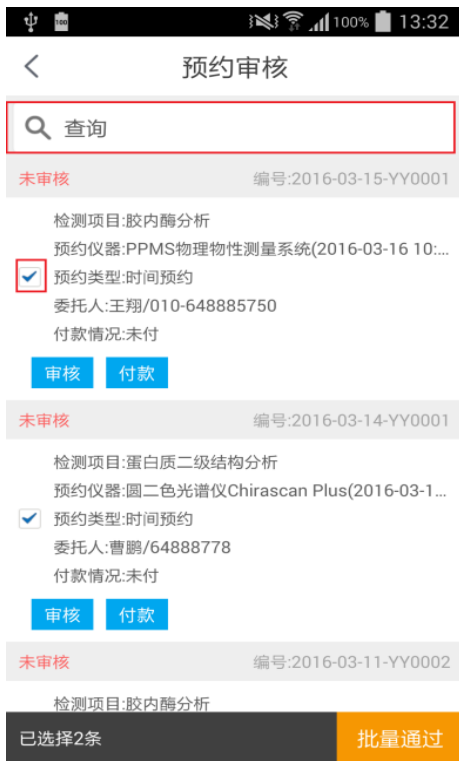 100 100% 13:32
预约审核
查询
未审核 编号:2016-03-15-YY0001
检测项目:胶内酶分析
预约仪器:PPMS物理物性测量系统(2016-03-16 10:...
预约类型:时间预约
委托人:王翔/010-648885750
付款情况:未付
审核 付款
未审核 编号:2016-03-14-YY0001
检测项目:蛋白质二级结构分析
预约仪器:圆二色光谱仪Chirascan Plus(2016-03-1...
预约类型:时间预约
委托人:曹鹏/64888778
付款情况:未付
审核 付款
未审核 编号:2016-03-11-YY0002
检测项目:胶内酶分析
已选择2条 批量通过